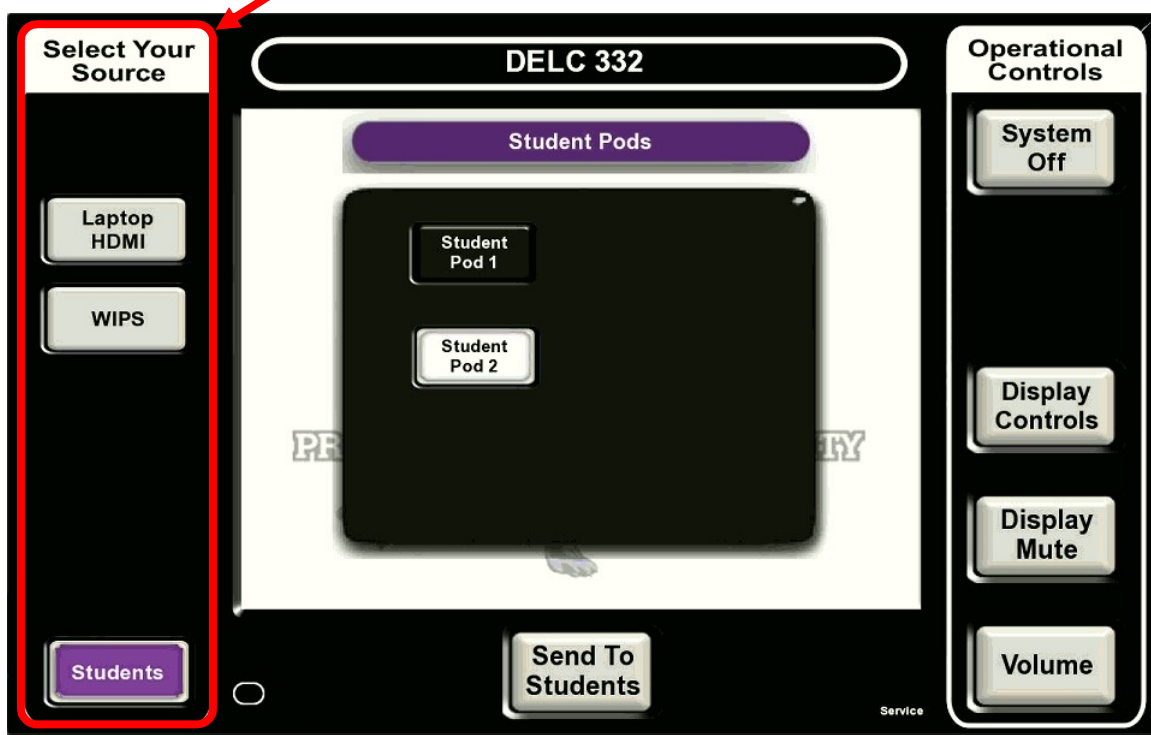 Select Your
Source
Laptop
HDMI
WIPS
Students
DELC 332
Student Pods
Student
Pod 1
Student
Pod 2
Send To
Students
Service
Operational
Controls
System
Off
Display
Controls
Display
Mute
Volume